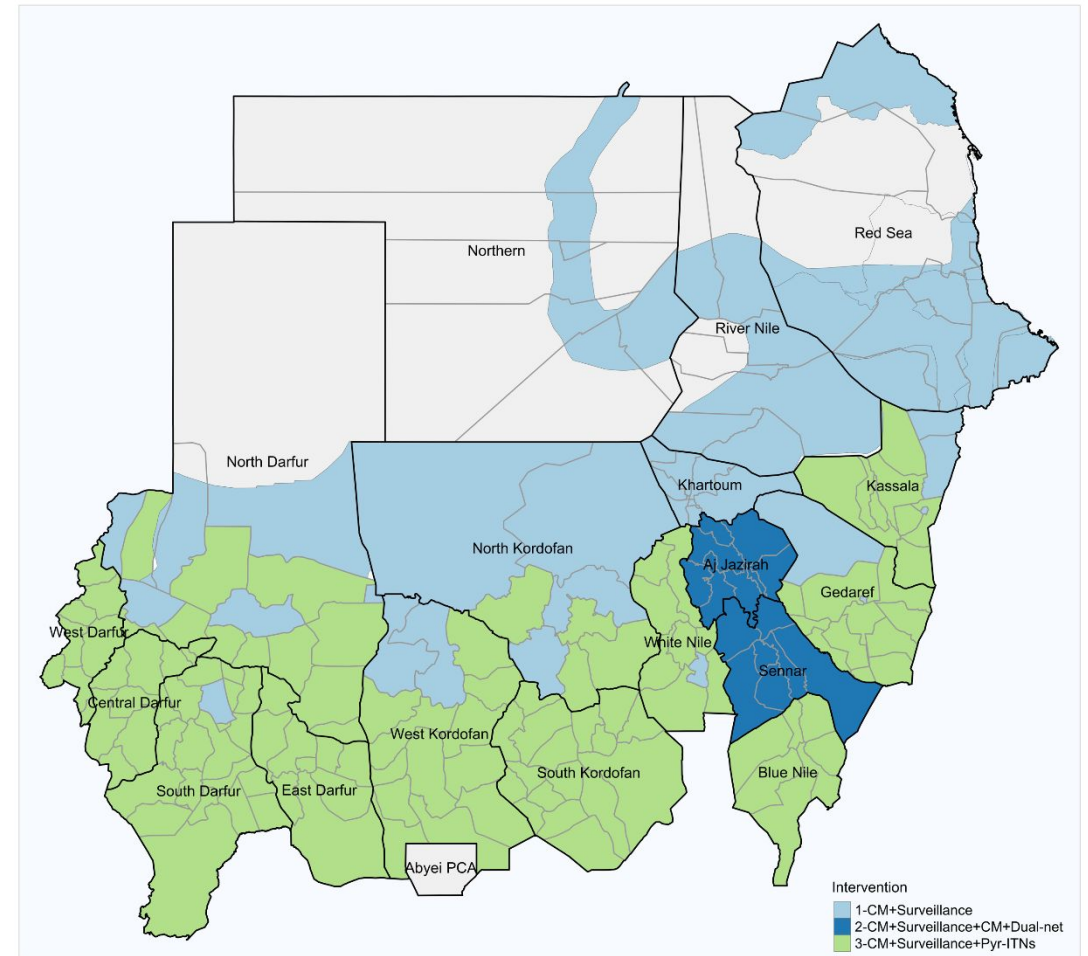 Northern
Red Sea
River Nile
North Darfur
Khartoum
Kassala
North Kordofan
Aj Jazirah
Gedaref
West Darfur
White Nile
Sennar
Central Darfur
West Kordofan
South Kordofan
Blue Nile
South Darfur
East Darfur
Abyei PCA
Intervention
1-CM+Surveillance
2-CM+Surveillance+CM+Dual-net
3-CM+Surveillance+Pyr-ITNs